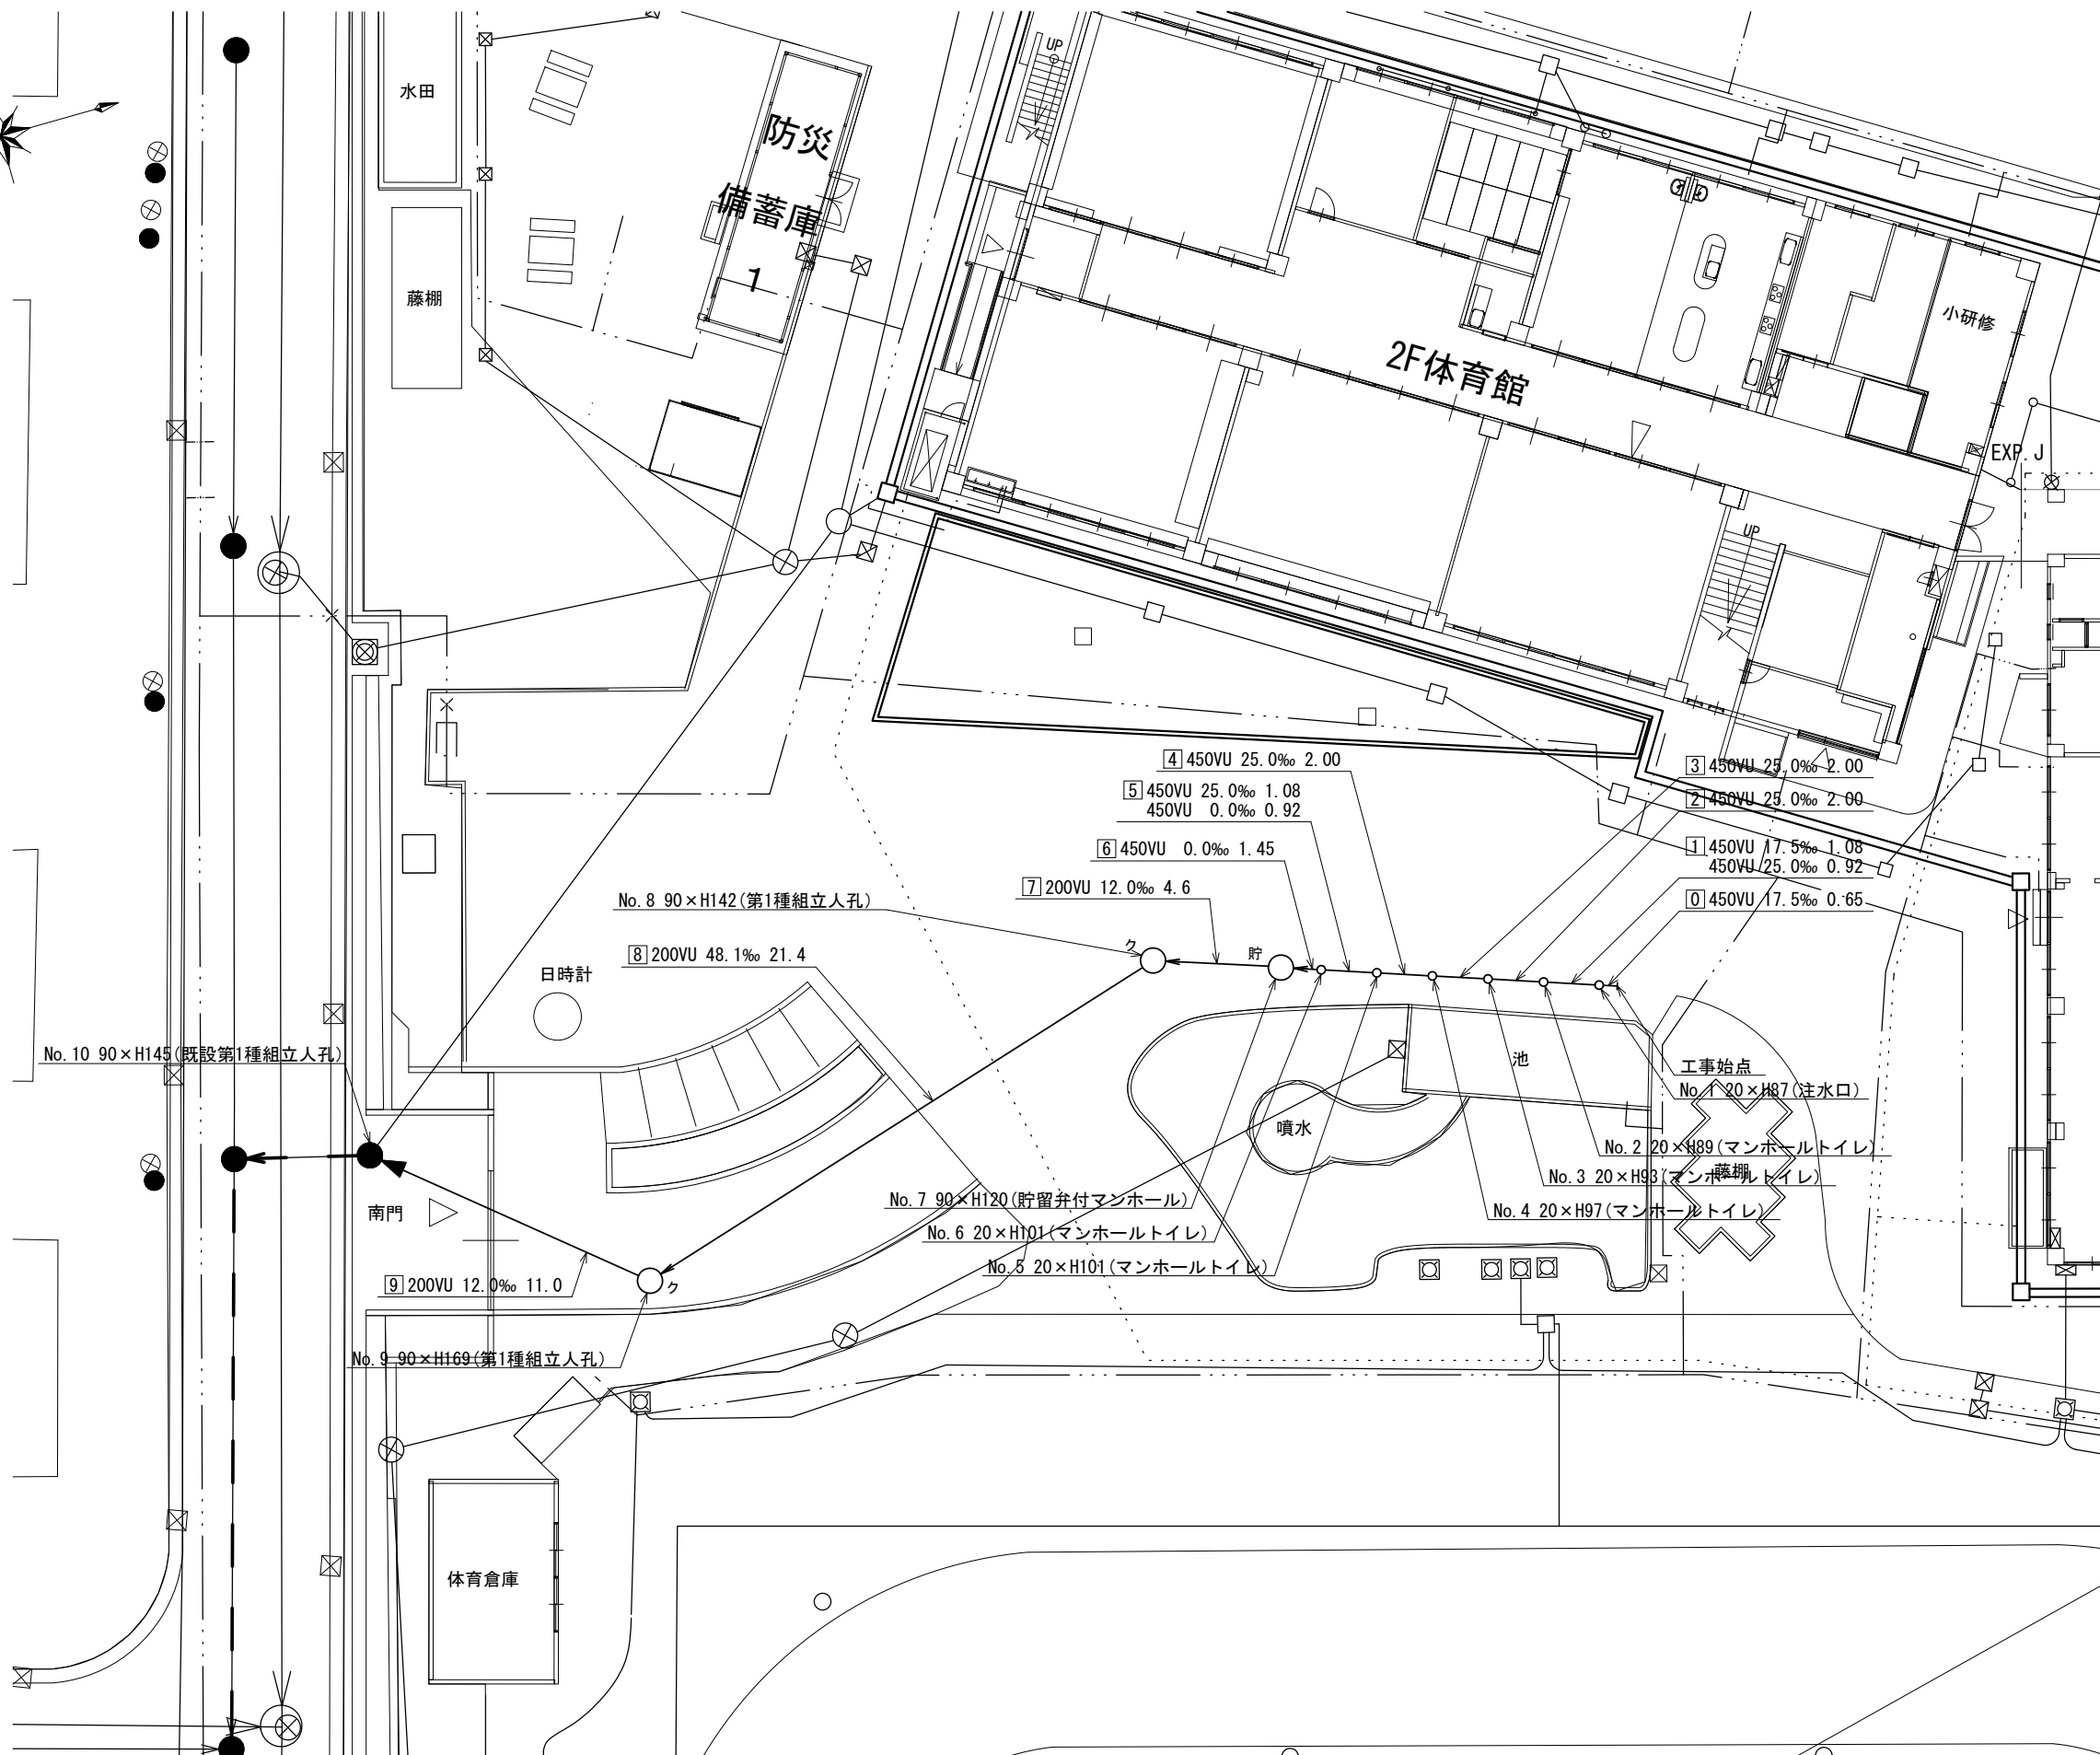 UP
水田
防災
備蓄庫
1
藤棚
小研修
2F体育館
EXP.J
UP
4 450VU 25.0‰ 2.00
3 450VU 25.0‰ 2.00
5 450VU 25.0‰ 1.08
450VU 0.0‰ 0.92
2 450VU 25.0‰ 2.00
6 450VU 0.0‰ 1.45
1 450VU 17.5‰ 1.08
450VU 25.0‰ 0.92
7 200VU 12.0‰ 4.6
No.8 90×H142(第1種組立人孔)
0 450VU 17.5‰ 0.65
ク
貯
8 200VU 48.1‰ 21.4
日時計
No.10 90×H145(既設第1種組立人孔)
池
工事始点
No.1 20×H87(注水口)
噴水
No.2 20×H89(マンホールトイレ)
藤棚
No.3 20×H93(マンホールトイレ)
南門
No.7 90×H120(貯留弁付マンホール)
No.4 20×H97(マンホールトイレ)
No.6 20×H101(マンホールトイレ)
No.5 20×H101(マンホールトイレ)
9 200VU 12.0‰ 11.0
ク
No.9 90×H169(第1種組立人孔)
体育倉庫